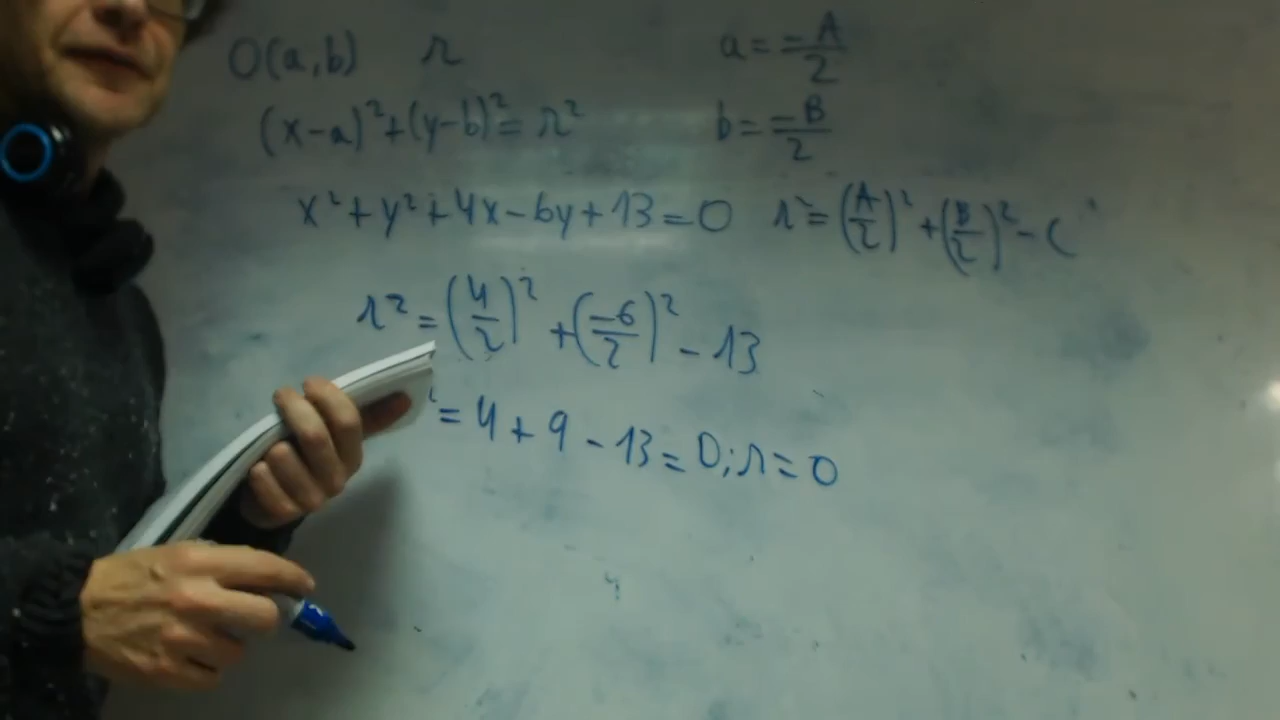 O(a,b) r a = -A/2
(x-a)²+(y-b)²=r² b = -B/2
x²+y²+4x-6y+13=0 r²=(A/2)²+(B/2)²-C
r²=(4/2)²+(-6/2)²-13
²=4+9-13=0; r=0